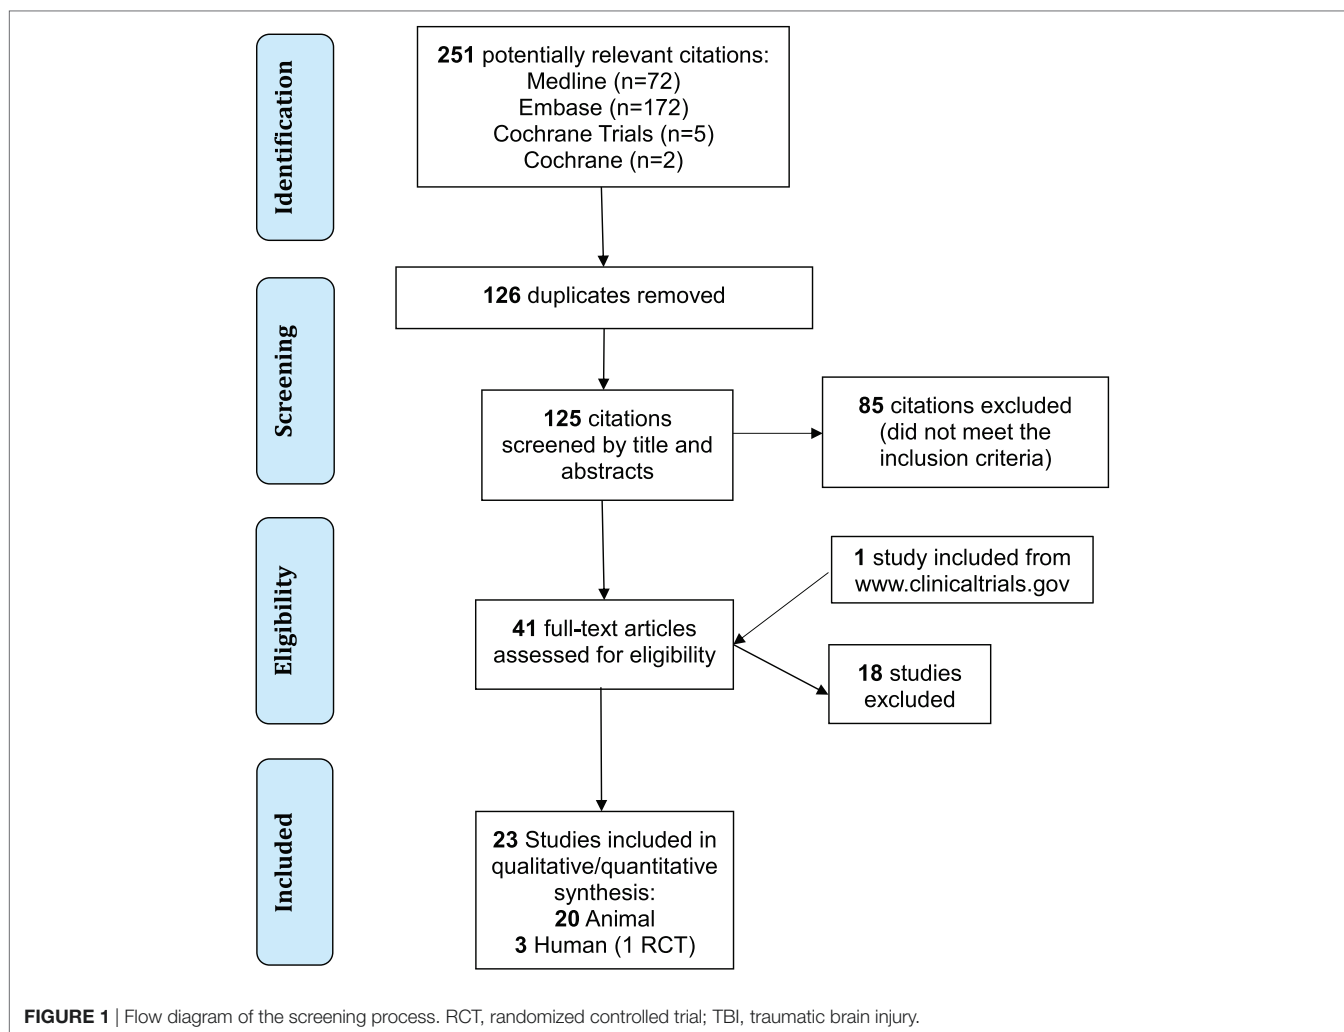 Identification
251 potentially relevant citations:
Medline (n=72)
Embase (n=172)
Cochrane Trials (n=5)
Cochrane (n=2)
126 duplicates removed
Screening
125 citations
screened by title and
abstracts
85 citations excluded
(did not meet the
inclusion criteria)
Eligibility
1 study included from
www.clinicaltrials.gov
41 full-text articles
assessed for eligibility
18 studies
excluded
Included
23 Studies included in
qualitative/quantitative
synthesis:
20 Animal
3 Human (1 RCT)
FIGURE 1 | Flow diagram of the screening process. RCT, randomized controlled trial; TBI, traumatic brain injury.